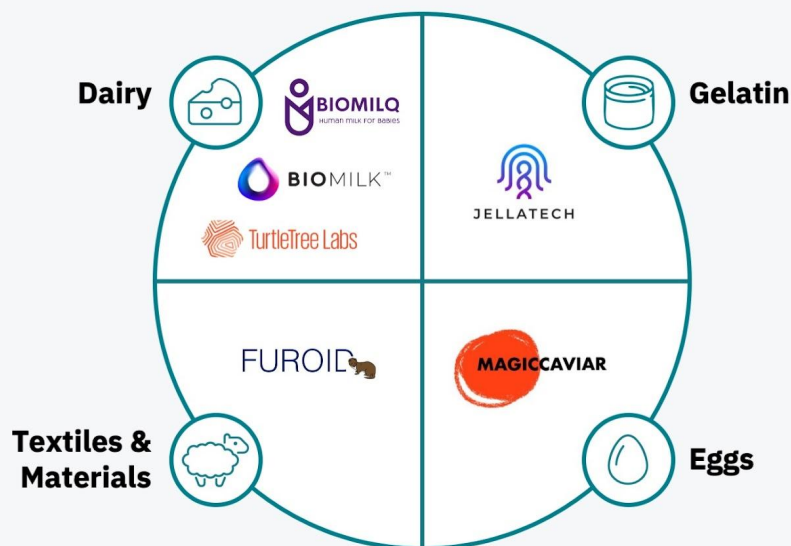 Dairy
BIOMILQ
HUMAN MILK FOR BABIES
BIOMILK™
TurtleTree Labs
Gelatin
JELLATECH
FUROID
Textiles &
Materials
MAGICCAVIAR
Eggs